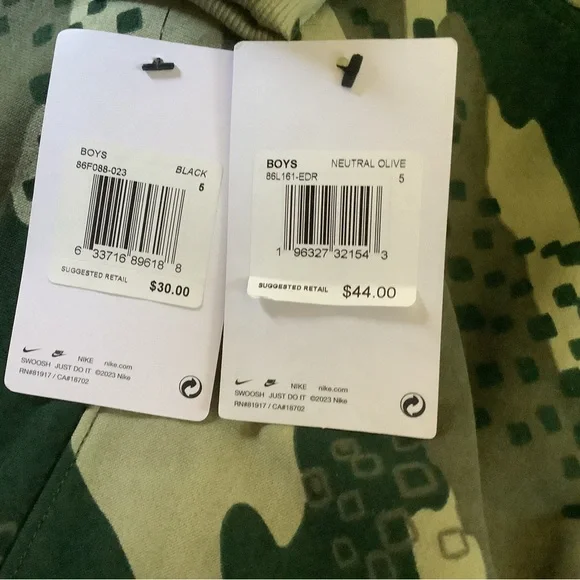 BOYS
86F088-023
BLACK
5
6 33716 89618 8
SUGGESTED RETAIL $30.00
NIKE nike.com
SWOOSH JUST DO IT ©2023 Nike
RN#81917 / CA#18702
BOYS NEUTRAL OLIVE
86L161-EDR 5
1 96327 32154 3
SUGGESTED RETAIL $44.00
NIKE nike.com
SWOOSH JUST DO IT ©2023 Nike
RN#81917 / CA#18702